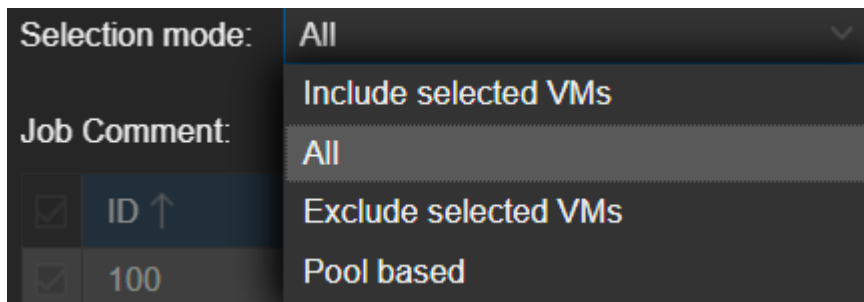 Selection mode: All
Include selected VMs
Job Comment:
All
ID ↑
Exclude selected VMs
100
Pool based